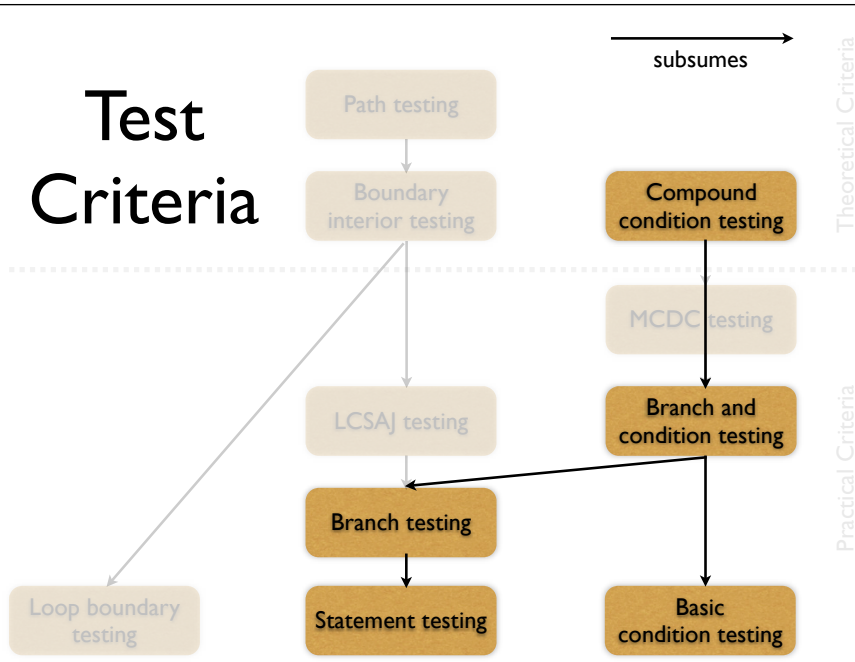 Test
Criteria
subsumes
Theoretical Criteria
Path testing
Boundary
interior testing
Compound
condition testing
MCDC testing
LCSAJ testing
Branch and
condition testing
Practical Criteria
Branch testing
Loop boundary
testing
Statement testing
Basic
condition testing